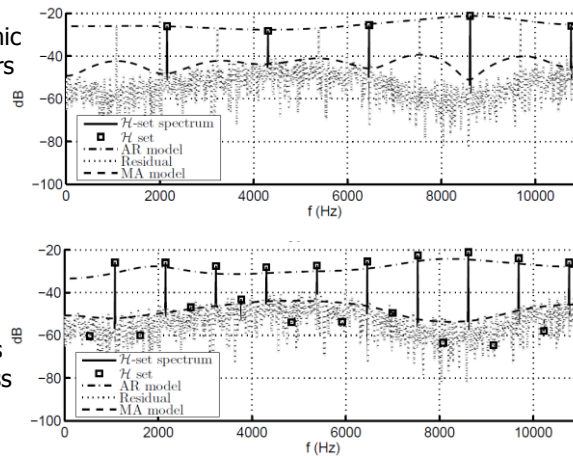 −20
nic
rs
−40
dB
−60
−80
−100
ℋ-set spectrum
ℋ set
AR model
Residual
MA model
0 2000 4000 6000 8000 10000
f (Hz)
−20
−40
dB
−60
s
ss
−80
−100
ℋ-set spectrum
ℋ set
AR model
Residual
MA model
0 2000 4000 6000 8000 10000
f (Hz)